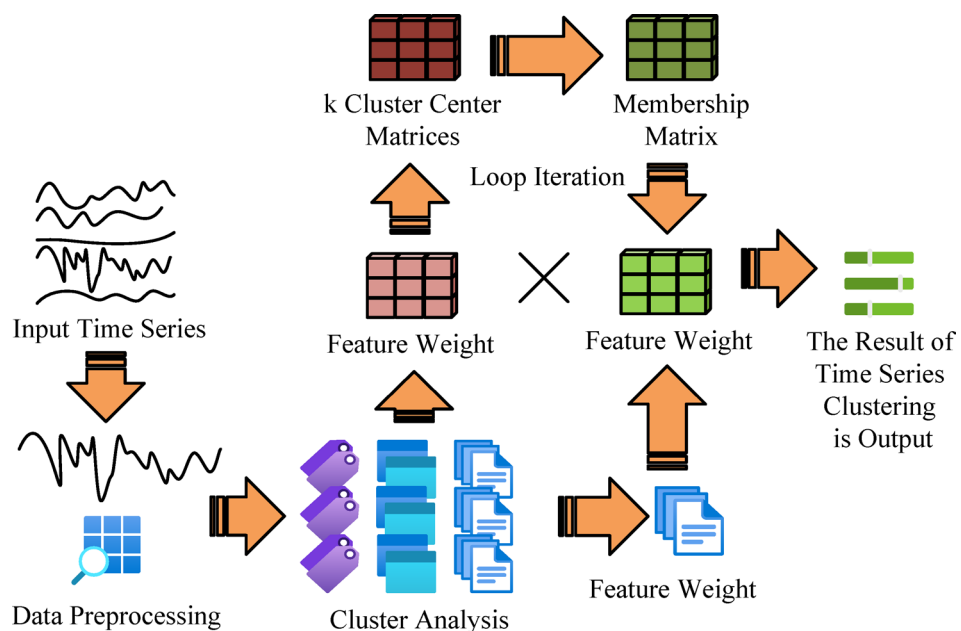 k Cluster Center
Matrices
Membership
Matrix
Loop Iteration
Input Time Series
Feature Weight
Feature Weight
The Result of
Time Series
Clustering
is Output
Data Preprocessing
Cluster Analysis
Feature Weight